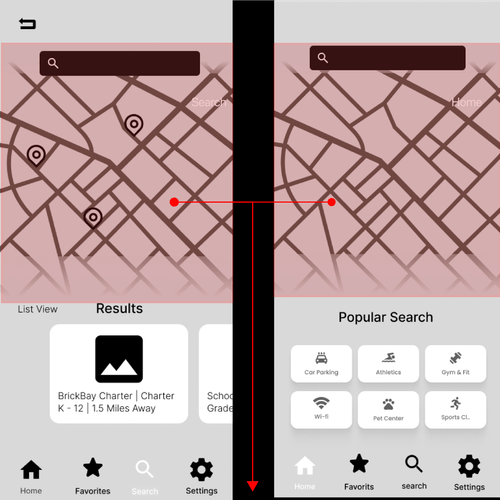 Search
List View
Results
BrickBay Charter | Charter
K - 12 | 1.5 Miles Away
Schoo
Grade
Home
Favorites
Search
Settings
Home
Popular Search
Car Parking
Athletics
Gym & Fit
Wi-fi
Pet Center
Sports Cl..
Home
Favorits
search
Settings